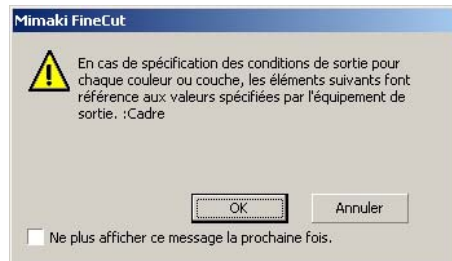 Mimaki FineCut
En cas de spécification des conditions de sortie pour
chaque couleur ou couche, les éléments suivants font
référence aux valeurs spécifiées par l'équipement de
sortie. :Cadre
OK
Annuler
Ne plus afficher ce message la prochaine fois.